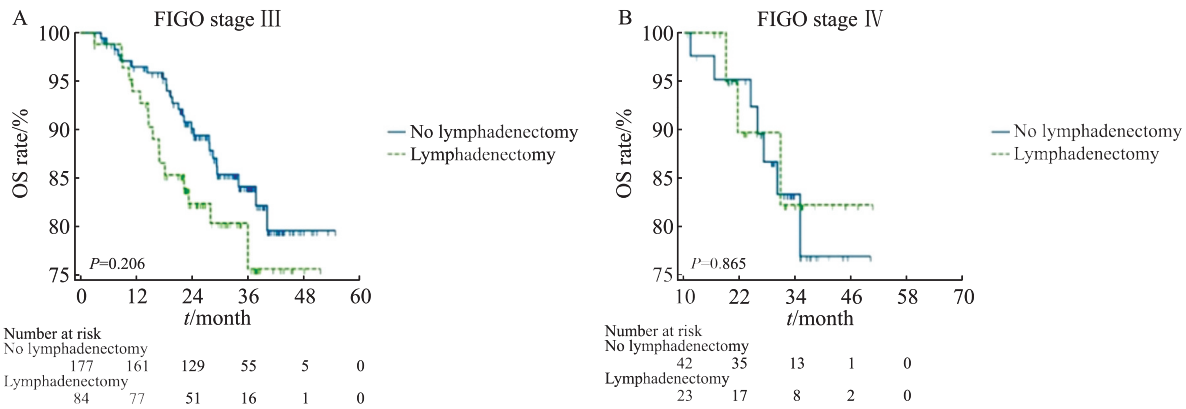 A
FIGO stage Ⅲ
100
95
90
85
80
75
OS rate/%
P=0.206
0 12 24 36 48 60
t/month
No lymphadenectomy
Lymphadenectomy
Number at risk
No lymphadenectomy
177 161 129 55 5 0
Lymphadenectomy
84 77 51 16 1 0
B
FIGO stage Ⅳ
100
95
90
85
80
75
OS rate/%
P=0.865
10 22 34 46 58 70
t/month
No lymphadenectomy
Lymphadenectomy
Number at risk
No lymphadenectomy
42 35 13 1 0
Lymphadenectomy
23 17 8 2 0